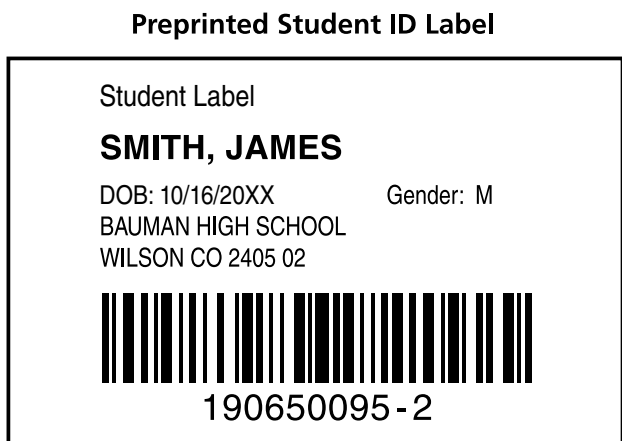 Preprinted Student ID Label
Student Label
SMITH, JAMES
DOB: 10/16/20XX Gender: M
BAUMAN HIGH SCHOOL
WILSON CO 2405 02
190650095-2